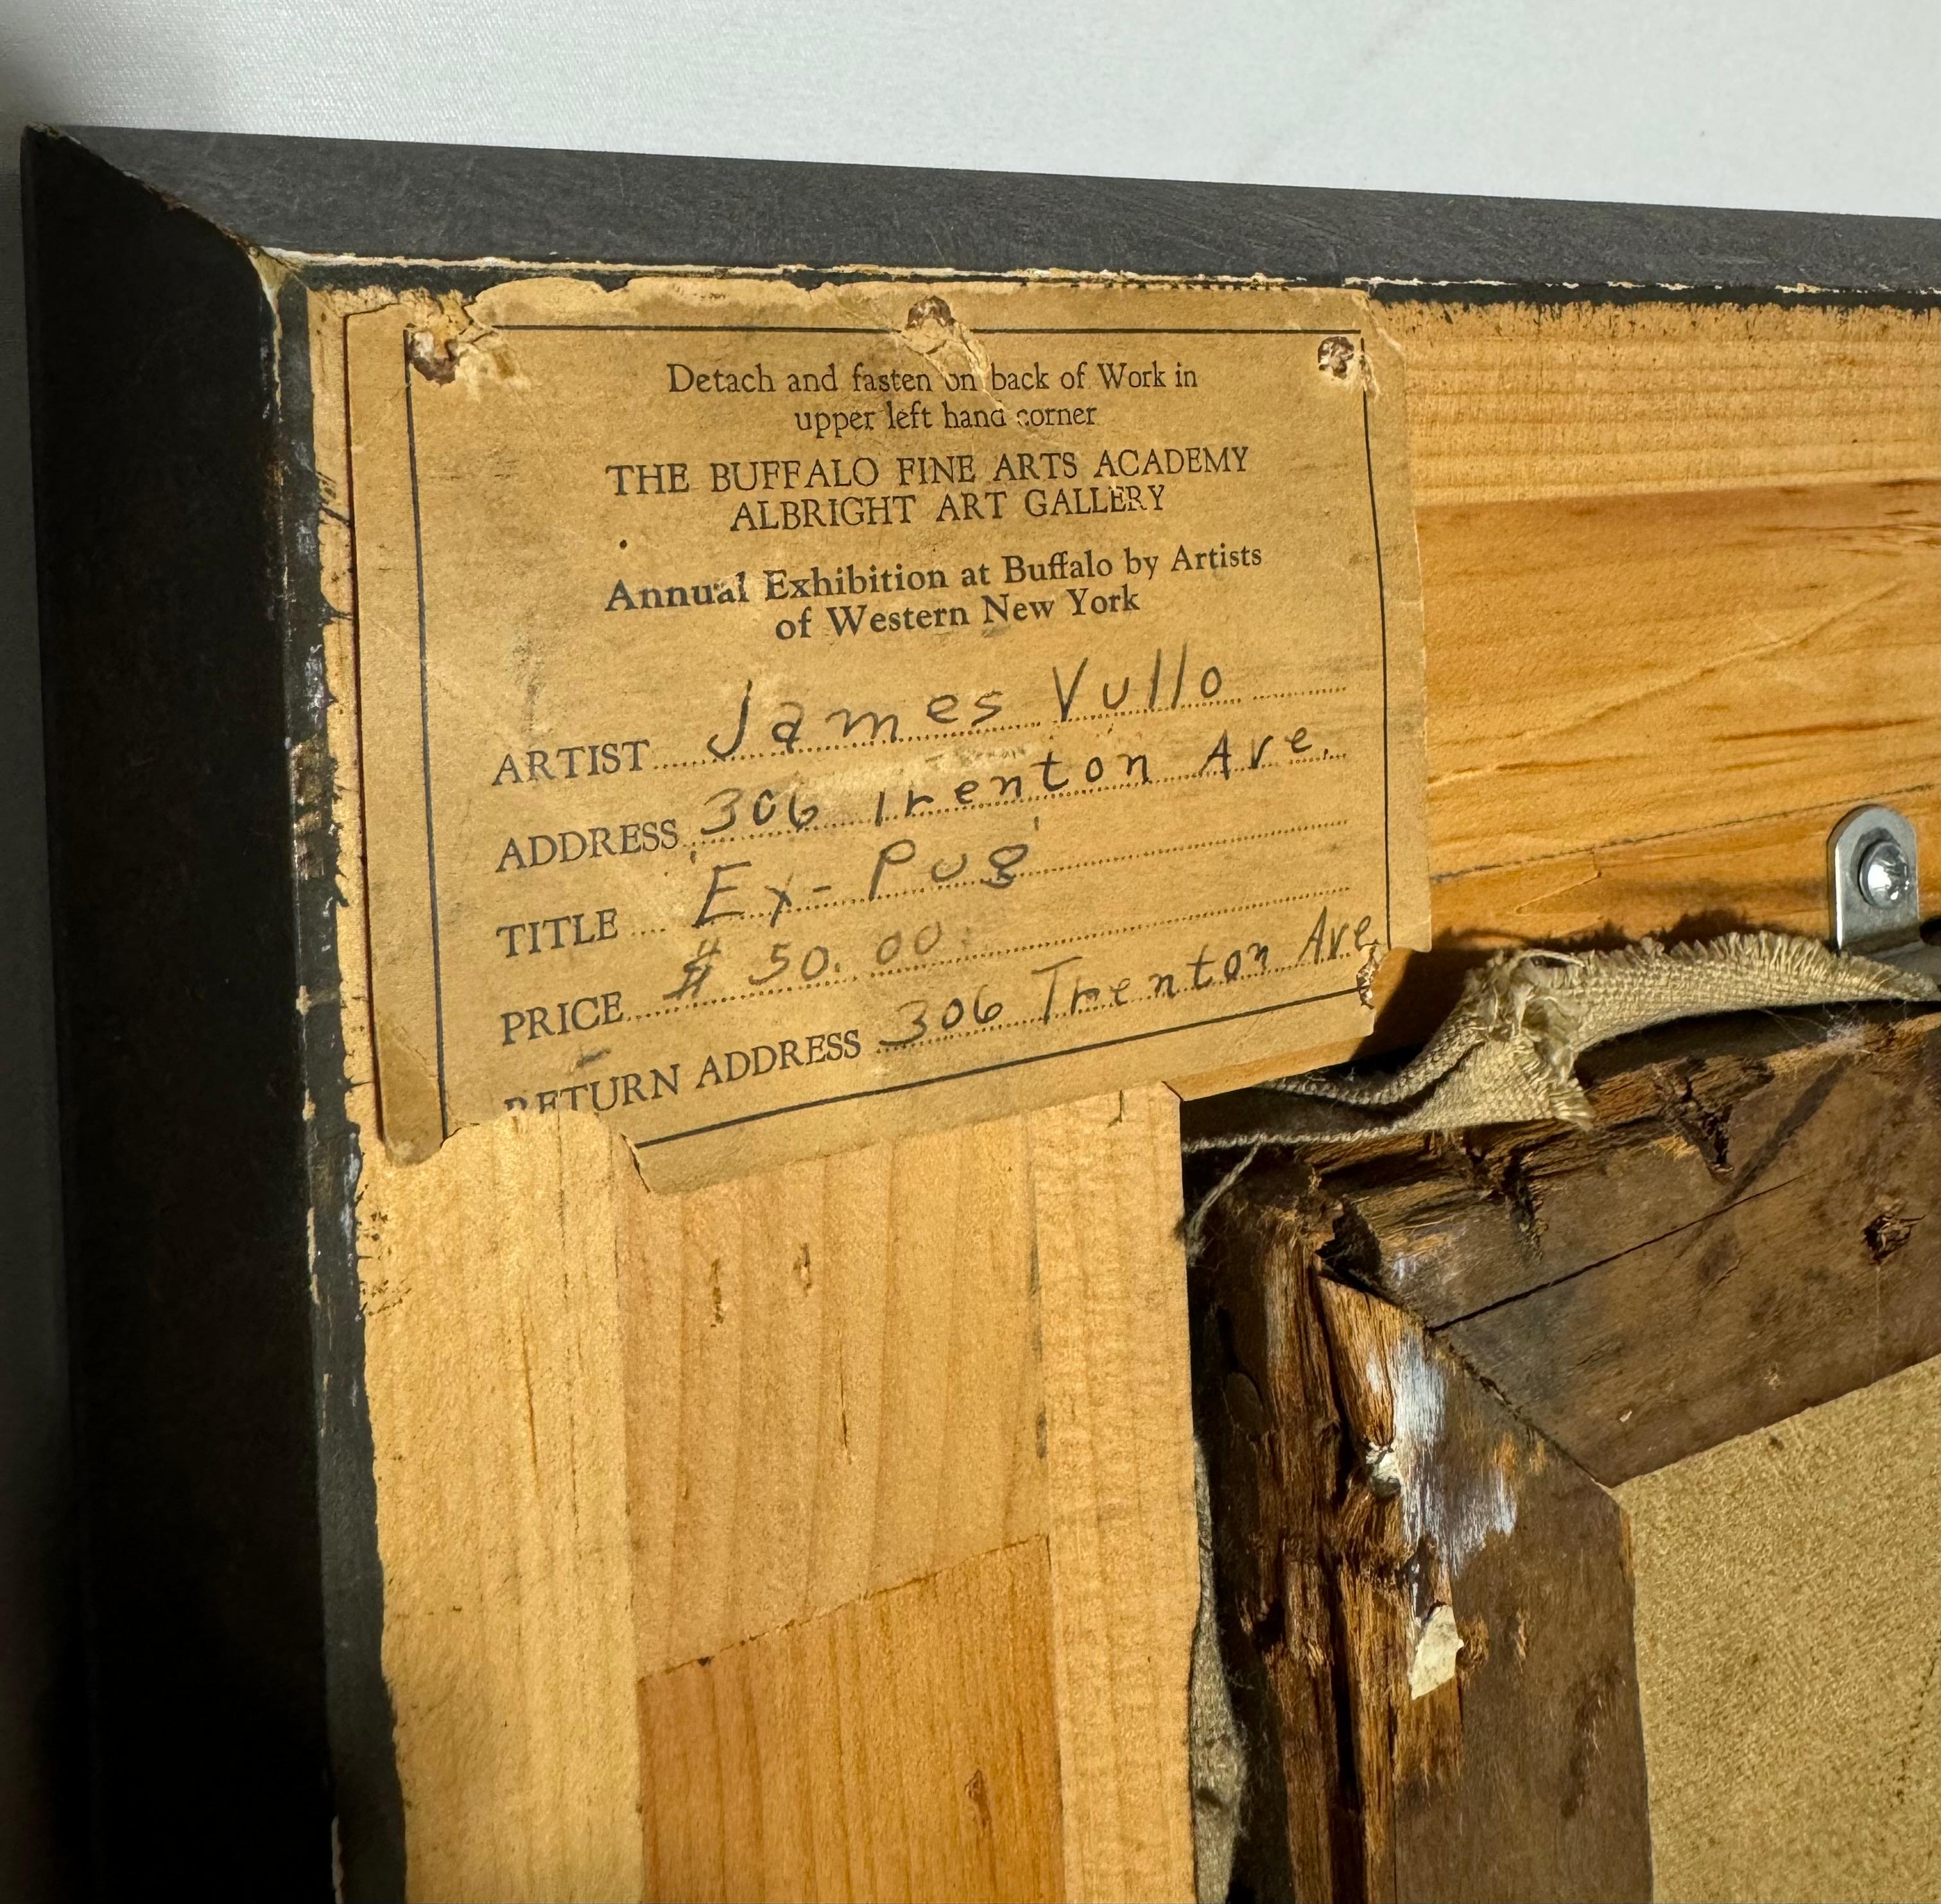 Detach and fasten on back of Work in
upper left hand corner
THE BUFFALO FINE ARTS ACADEMY
ALBRIGHT ART GALLERY
Annual Exhibition at Buffalo by Artists
of Western New York
ARTIST James Vullo
ADDRESS 306 Trenton Ave.
TITLE 'Ex-Pug'
PRICE $50.00
RETURN ADDRESS 306 Trenton Ave